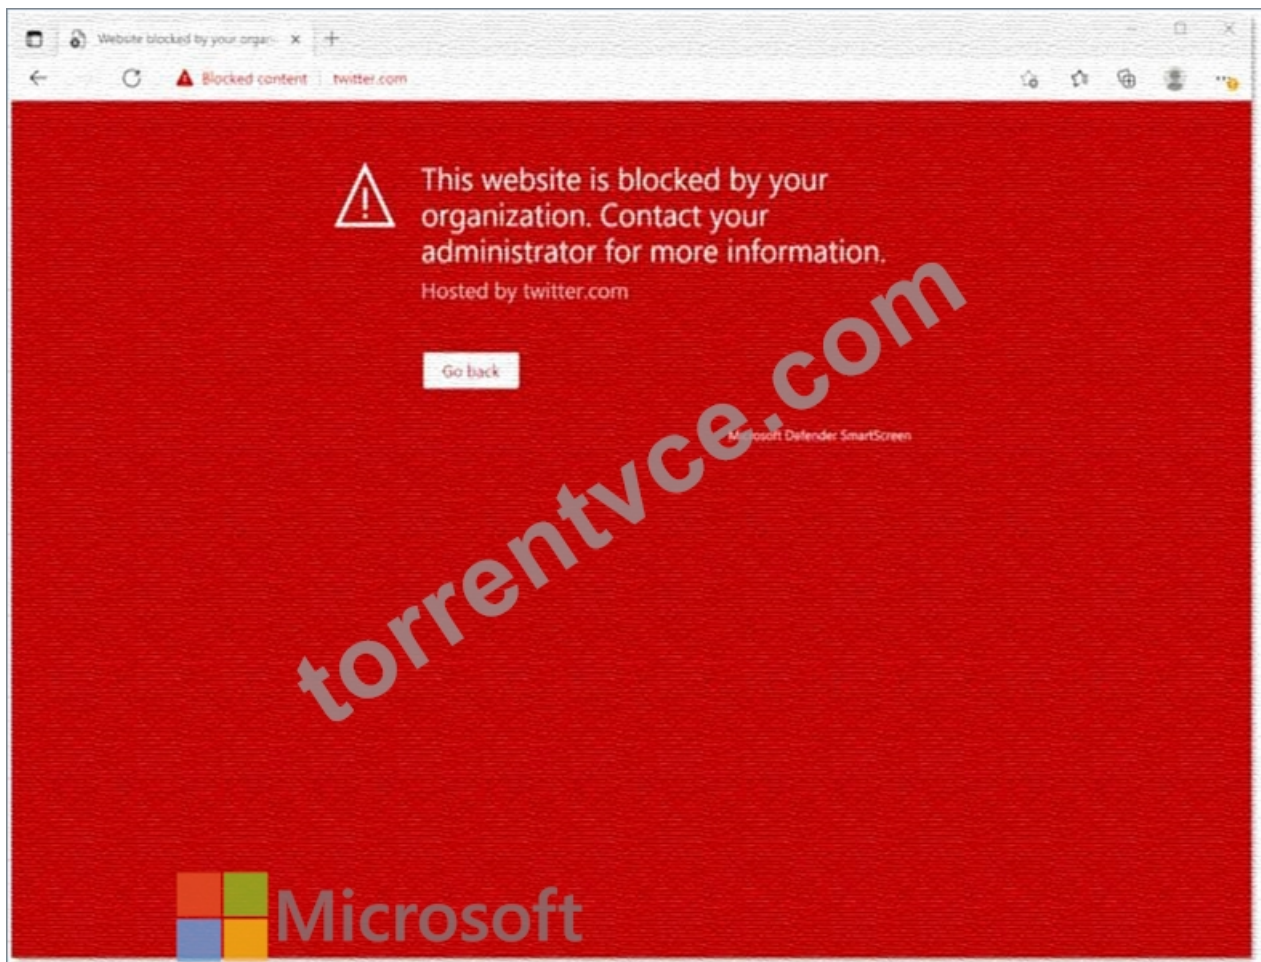 Website blocked by your organ
Blocked content twitter.com
This website is blocked by your
organization. Contact your
administrator for more information.
Hosted by twitter.com
Go back
Microsoft Defender SmartScreen
torrentvce.com
Microsoft